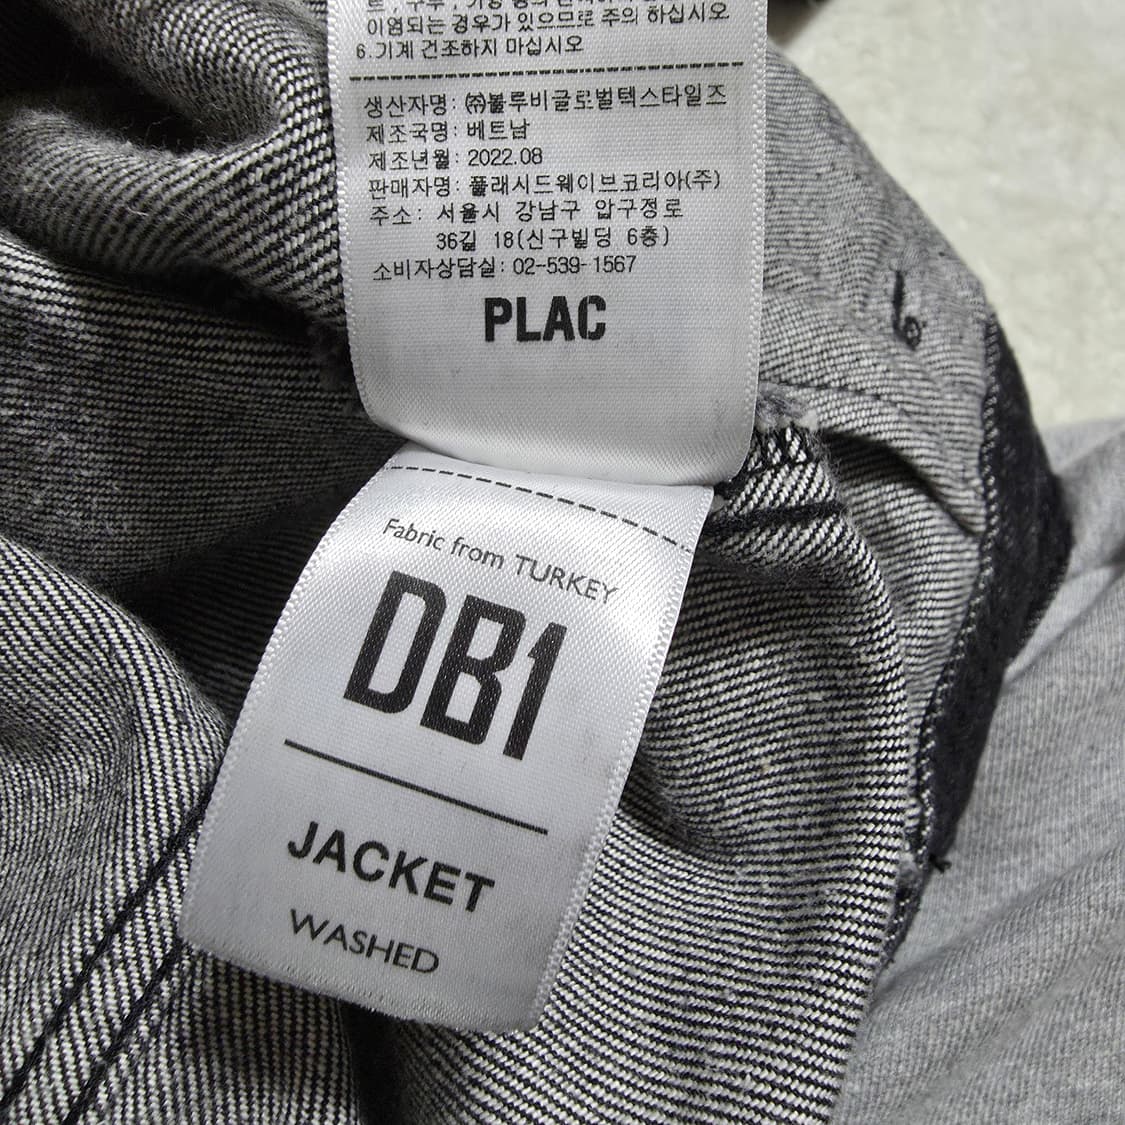 이염되는 경우가 있으므로 주의 하십시오
6.기계 건조하지 마십시오
생산자명: ㈜블루비글로벌텍스타일즈
제조국명: 베트남
제조년월: 2022.08
판매자명: 플래시드웨이브코리아(주)
주소: 서울시 강남구 압구정로
36길 18(신구빌딩 6층)
소비자상담실: 02-539-1567
PLAC
Fabric from TURKEY
DB1
JACKET
WASHED